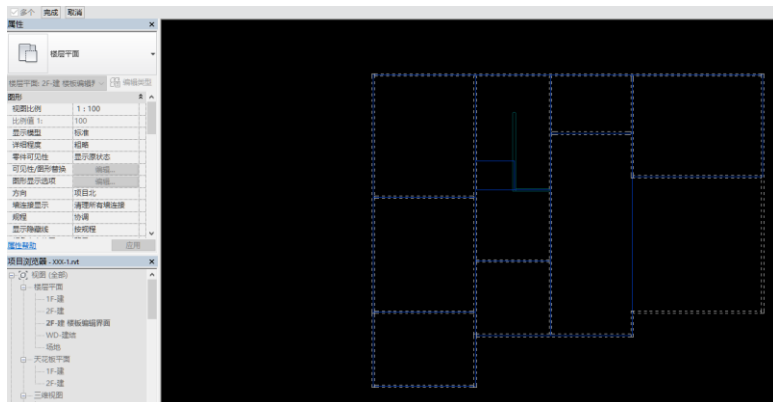 多个 完成 取消
属性 ×
楼层平面
楼层平面: 2F-建 楼板编辑 编辑类型
图形
视图比例 1 : 100
比例值 1: 100
显示模型 标准
详细程度 粗略
零件可见性 显示原状态
可见性/图形替换 编辑...
图形显示选项 编辑...
方向 项目北
墙连接显示 清理所有墙连接
规程 协调
显示隐藏线 按规程
属性帮助 应用
项目浏览器 - XXX-1.rvt ×
视图 (全部)
楼层平面
1F-建
2F-建
2F-建 楼板编辑界面
WD-建
场地
天花板平面
1F-建
2F-建
三维视图